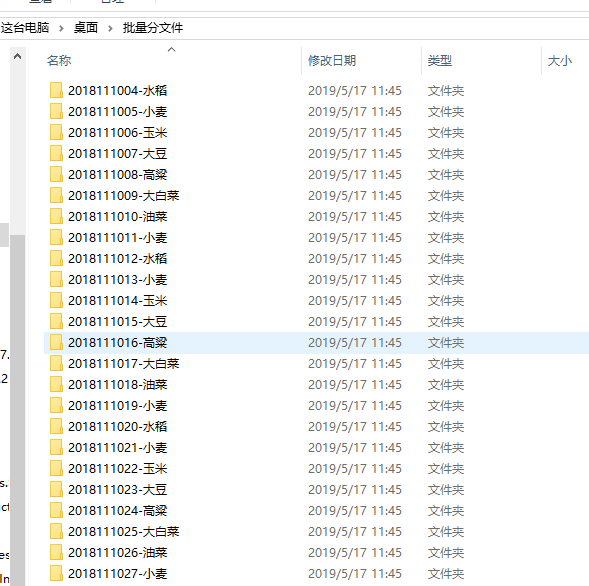 这台电脑 > 桌面 > 批量分文件
名称 修改日期 类型 大小
2018111004-水稻 2019/5/17 11:45 文件夹
2018111005-小麦 2019/5/17 11:45 文件夹
2018111006-玉米 2019/5/17 11:45 文件夹
2018111007-大豆 2019/5/17 11:45 文件夹
2018111008-高粱 2019/5/17 11:45 文件夹
2018111009-大白菜 2019/5/17 11:45 文件夹
2018111010-油菜 2019/5/17 11:45 文件夹
2018111011-小麦 2019/5/17 11:45 文件夹
2018111012-水稻 2019/5/17 11:45 文件夹
2018111013-小麦 2019/5/17 11:45 文件夹
2018111014-玉米 2019/5/17 11:45 文件夹
2018111015-大豆 2019/5/17 11:45 文件夹
2018111016-高粱 2019/5/17 11:45 文件夹
7.
2018111017-大白菜 2019/5/17 11:45 文件夹
.2
2018111018-油菜 2019/5/17 11:45 文件夹
2018111019-小麦 2019/5/17 11:45 文件夹
2018111020-水稻 2019/5/17 11:45 文件夹
2018111021-小麦 2019/5/17 11:45 文件夹
2018111022-玉米 2019/5/17 11:45 文件夹
s.
2018111023-大豆 2019/5/17 11:45 文件夹
2018111024-高粱 2019/5/17 11:45 文件夹
2018111025-大白菜 2019/5/17 11:45 文件夹
es
2018111026-油菜 2019/5/17 11:45 文件夹
In
2018111027-小麦 2019/5/17 11:45 文件夹